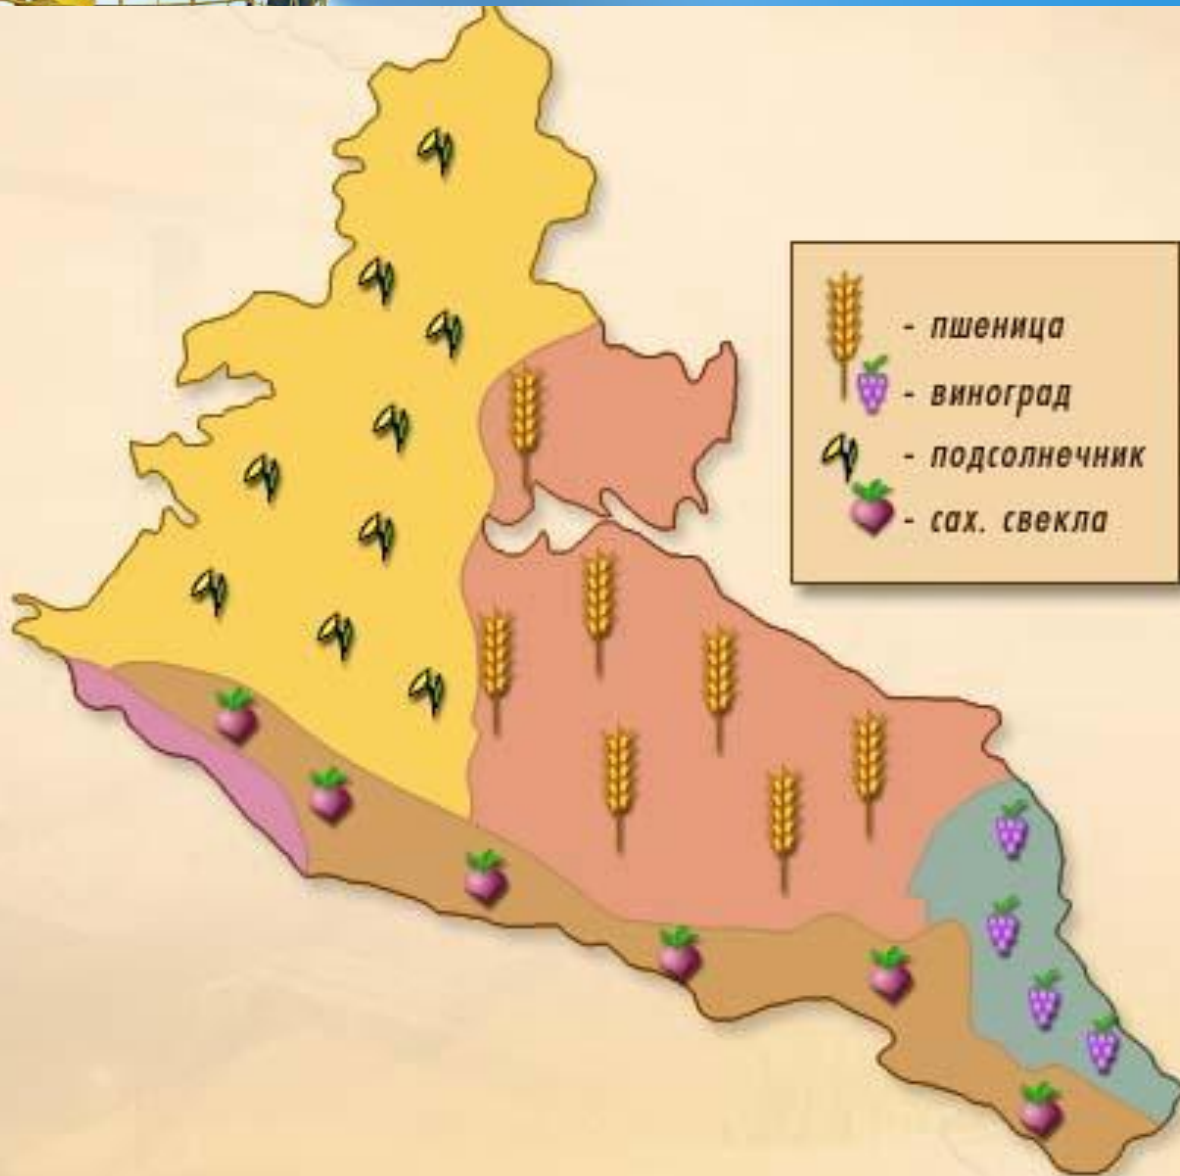 - пшеница
- виноград
- подсолнечник
- сах. свекла